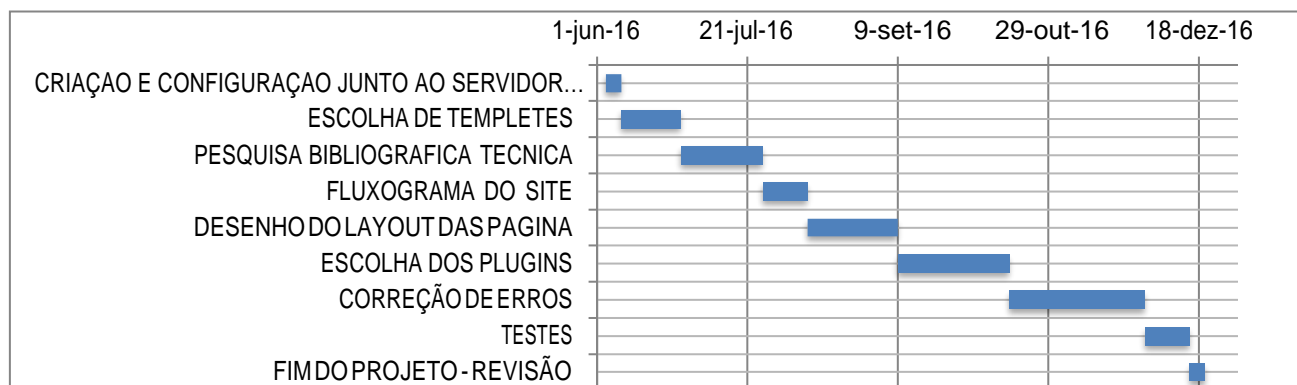 1-jun-16 21-jul-16 9-set-16 29-out-16 18-dez-16
CRIAÇAO E CONFIGURAÇAO JUNTO AO SERVIDOR…
ESCOLHA DE TEMPLETES
PESQUISA BIBLIOGRAFICA TECNICA
FLUXOGRAMA DO SITE
DESENHO DO LAYOUT DAS PAGINA
ESCOLHA DOS PLUGINS
CORREÇÃO DE ERROS
TESTES
FIM DO PROJETO - REVISÃO